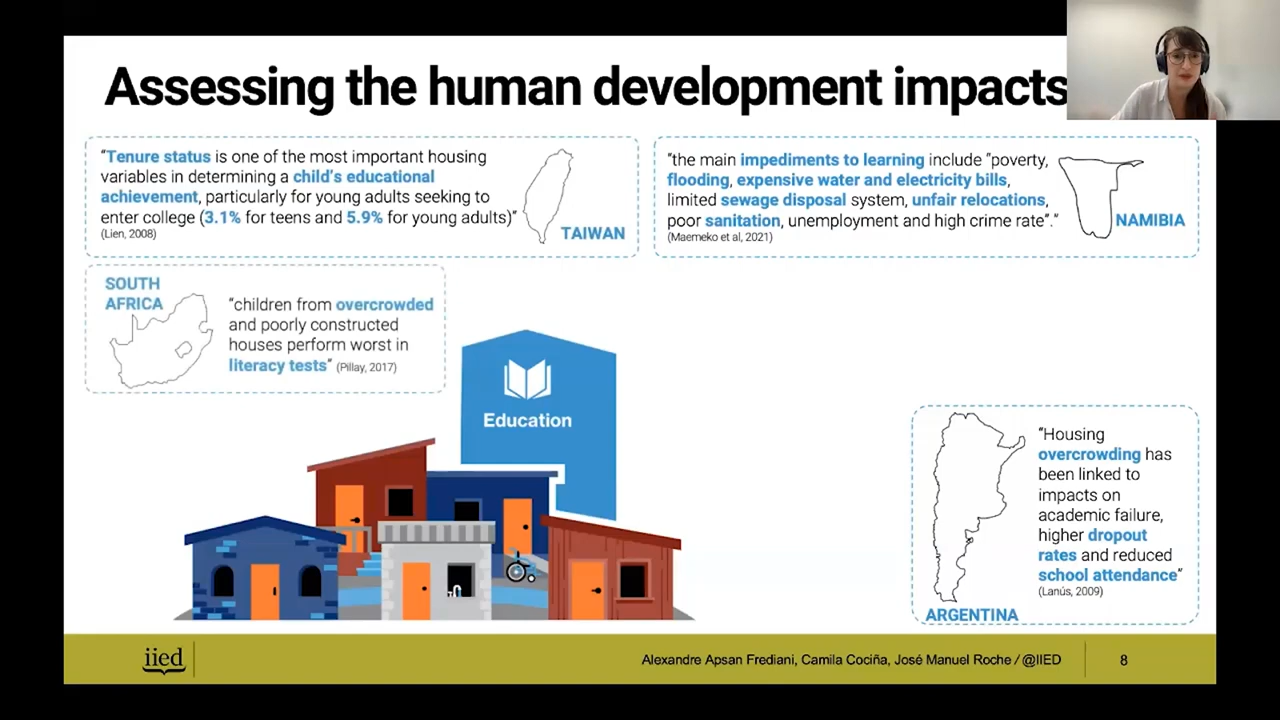 Assessing the human development impacts
“Tenure status is one of the most important housing
variables in determining a child’s educational
achievement, particularly for young adults seeking to
enter college (3.1% for teens and 5.9% for young adults)”
(Lien, 2008)
TAIWAN
“the main impediments to learning include “poverty,
flooding, expensive water and electricity bills,
limited sewage disposal system, unfair relocations,
poor sanitation, unemployment and high crime rate”.”
(Maemeko et al, 2021)
NAMIBIA
SOUTH
AFRICA
“children from overcrowded
and poorly constructed
houses perform worst in
literacy tests” (Pillay, 2017)
Education
“Housing
overcrowding has
been linked to
impacts on
academic failure,
higher dropout
rates and reduced
school attendance”
(Lanús, 2009)
ARGENTINA
iied
Alexandre Apsan Frediani, Camila Cociña, José Manuel Roche / @IIED
8